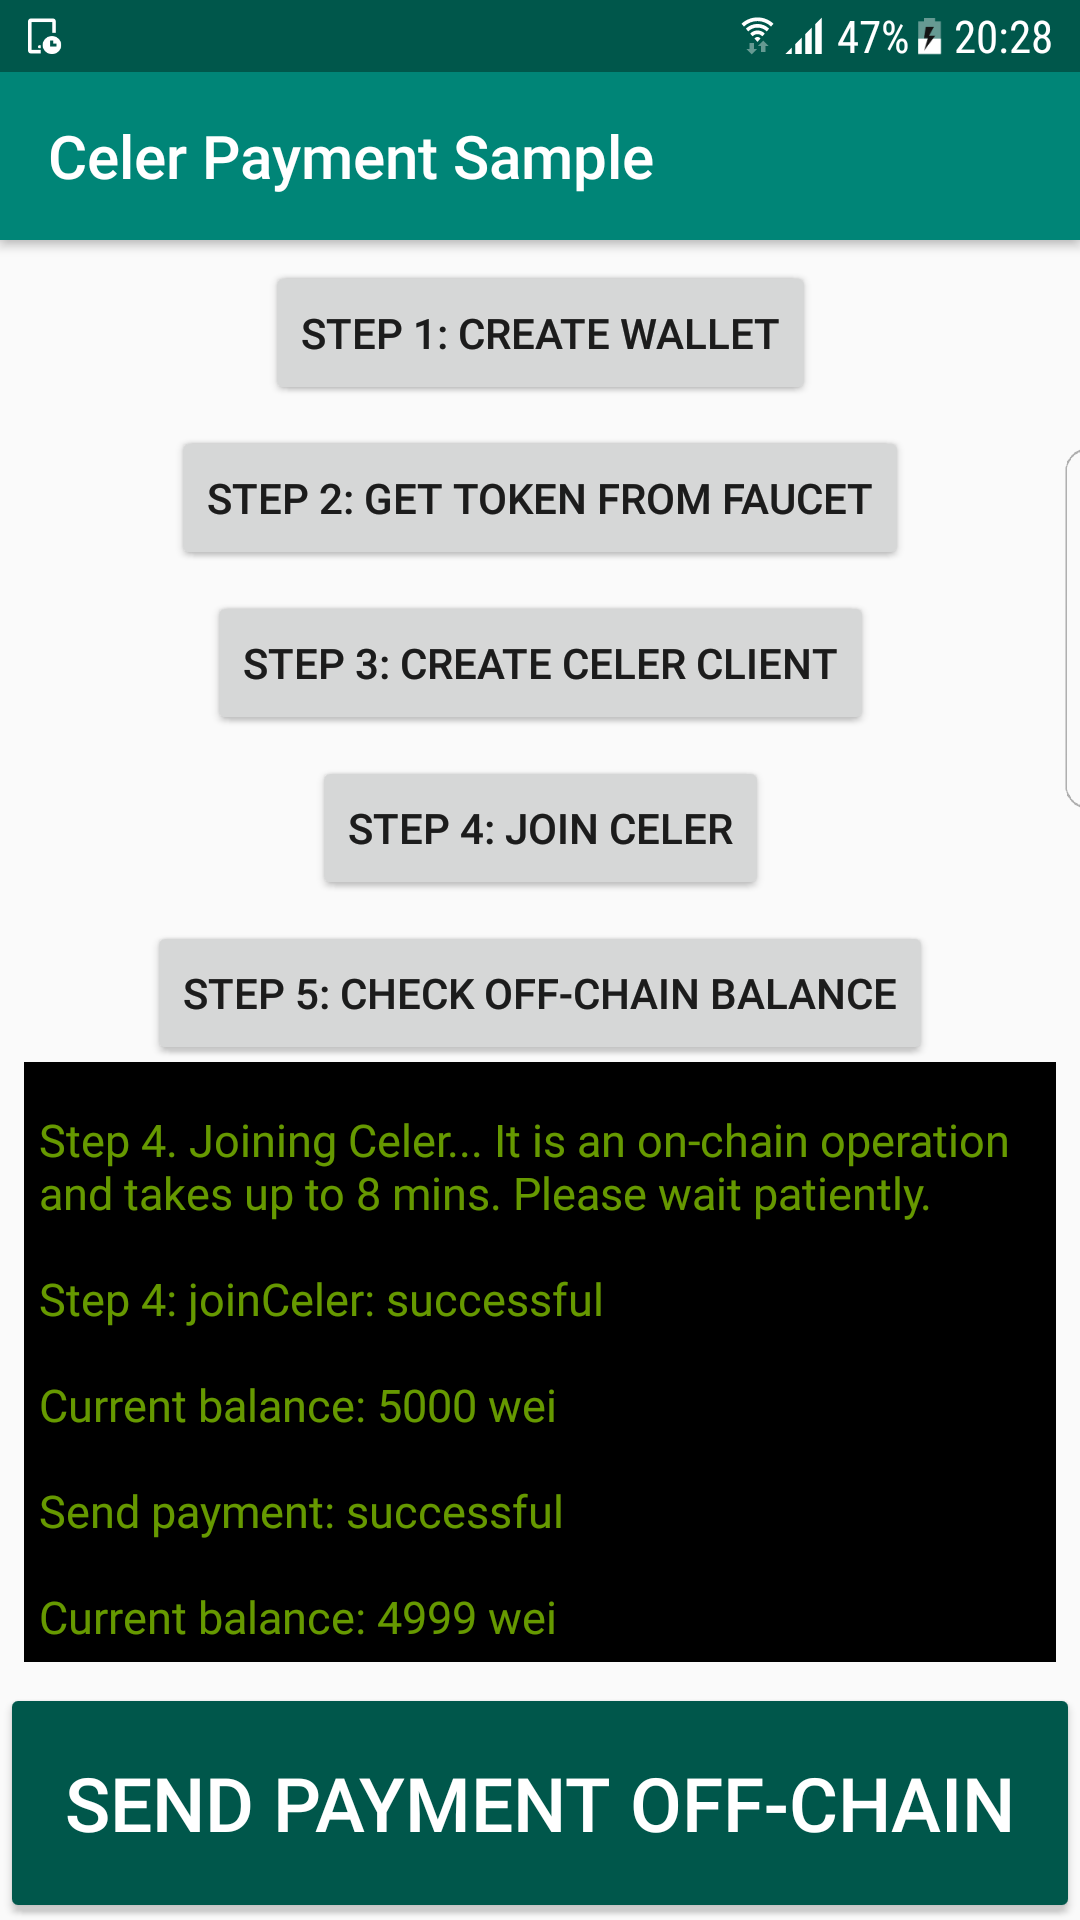 47% 20:28
Celer Payment Sample
STEP 1: CREATE WALLET
STEP 2: GET TOKEN FROM FAUCET
STEP 3: CREATE CELER CLIENT
STEP 4: JOIN CELER
STEP 5: CHECK OFF-CHAIN BALANCE
Step 4. Joining Celer... It is an on-chain operation
and takes up to 8 mins. Please wait patiently.
Step 4: joinCeler: successful
Current balance: 5000 wei
Send payment: successful
Current balance: 4999 wei
SEND PAYMENT OFF-CHAIN